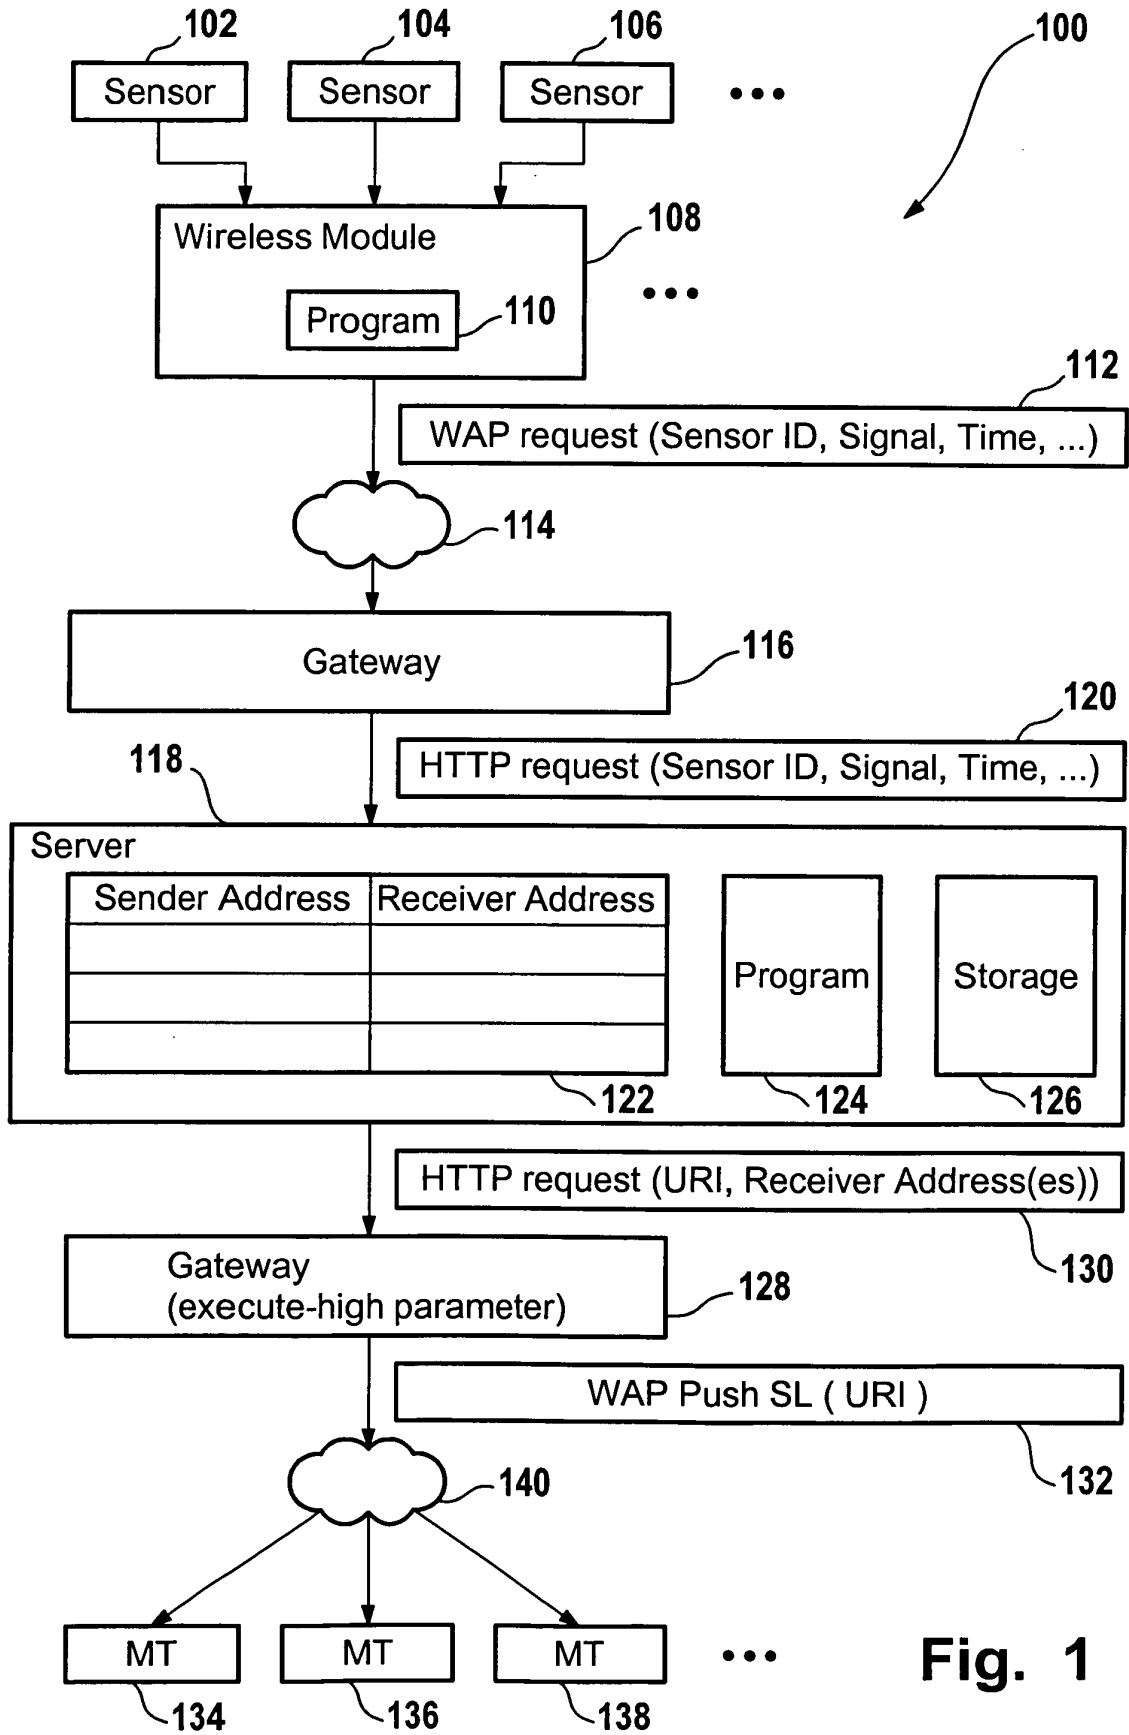 102
104
106
100
Sensor
Sensor
Sensor
•••
Wireless Module
108
•••
Program
110
112
WAP request (Sensor ID, Signal, Time, ...)
114
Gateway
116
120
118
HTTP request (Sensor ID, Signal, Time, ...)
Server
Sender Address
Receiver Address
Program
Storage
122
124
126
HTTP request (URI, Receiver Address(es))
130
Gateway
(execute-high parameter)
128
WAP Push SL ( URI )
132
140
MT
MT
MT
•••
134
136
138
Fig. 1